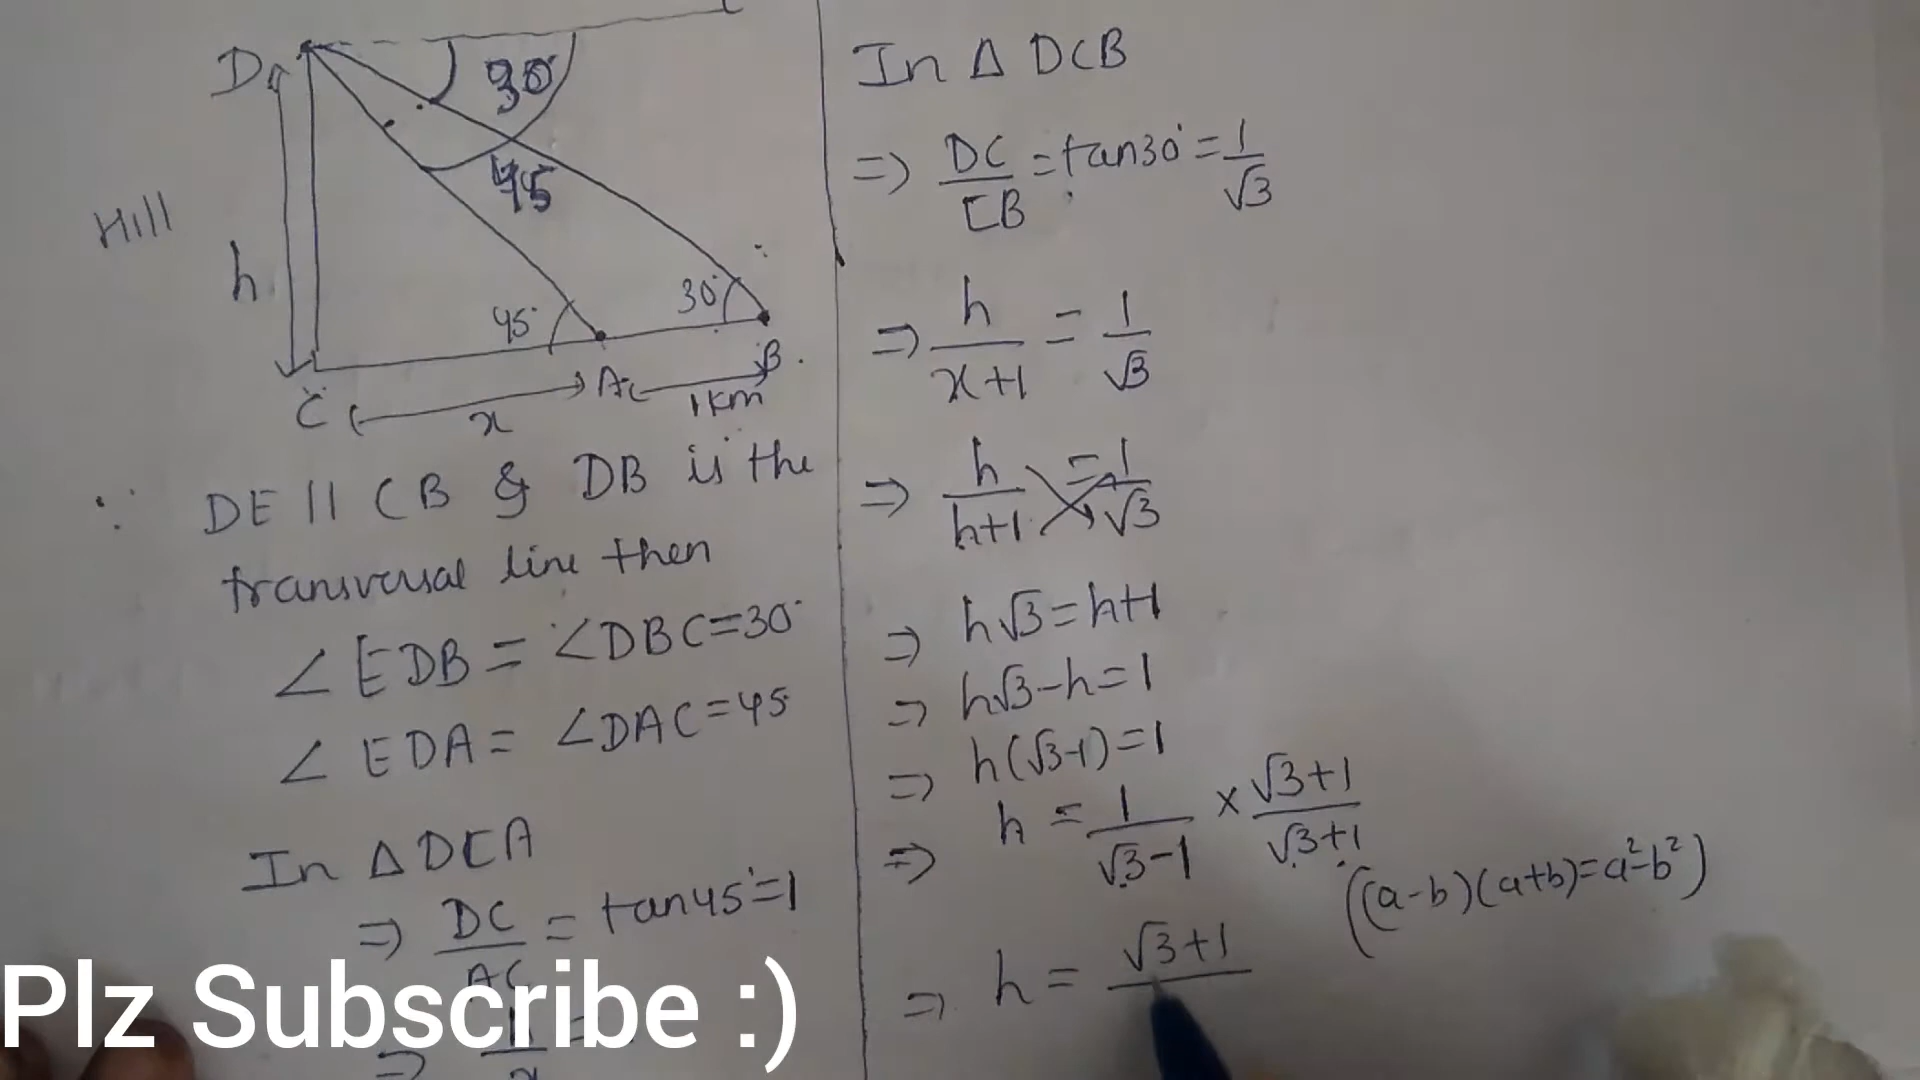 D
30°
45
Hill
h
45°
30°
C
A
B
x
1km
∵ DE || CB & DB is the
transversal line then
∠EDB = ∠DBC = 30°
∠EDA = ∠DAC = 45
In Δ DCA
⇒ DC/AC = tan45° = 1
⇒ h/x =
In Δ DCB
⇒ DC/CB = tan30° = 1/√3
⇒ h/x+1 = 1/√3
⇒ h/h+1 = 1/√3
⇒ h√3 = h+1
⇒ h√3-h = 1
⇒ h(√3-1) = 1
⇒ h = 1/√3-1 × √3+1/√3+1
((a-b)(a+b)=a²-b²)
⇒ h = √3+1
Plz Subscribe :)